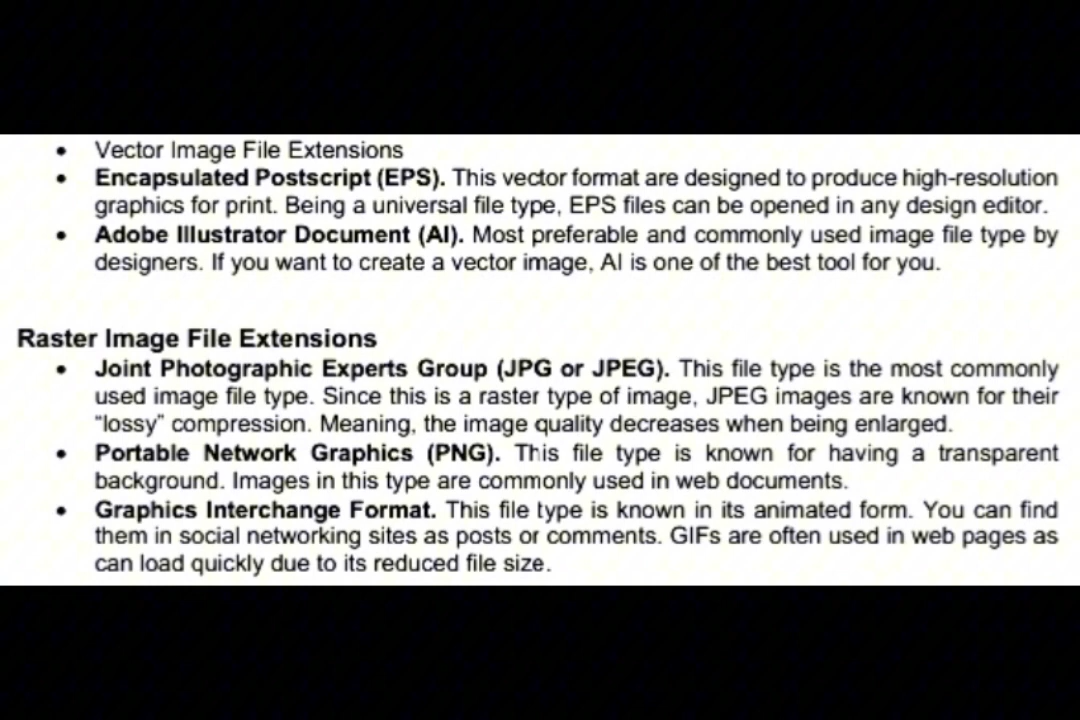 • Vector Image File Extensions
• Encapsulated Postscript (EPS). This vector format are designed to produce high-resolution
graphics for print. Being a universal file type, EPS files can be opened in any design editor.
• Adobe Illustrator Document (AI). Most preferable and commonly used image file type by
designers. If you want to create a vector image, AI is one of the best tool for you.
Raster Image File Extensions
• Joint Photographic Experts Group (JPG or JPEG). This file type is the most commonly
used image file type. Since this is a raster type of image, JPEG images are known for their
“lossy” compression. Meaning, the image quality decreases when being enlarged.
• Portable Network Graphics (PNG). This file type is known for having a transparent
background. Images in this type are commonly used in web documents.
• Graphics Interchange Format. This file type is known in its animated form. You can find
them in social networking sites as posts or comments. GIFs are often used in web pages as
can load quickly due to its reduced file size.